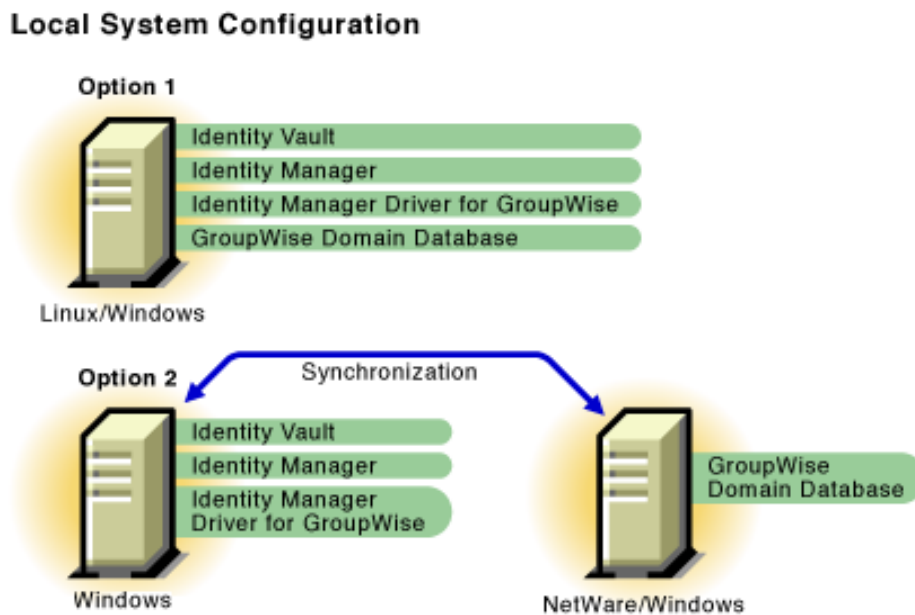 Local System Configuration
Option 1
Identity Vault
Identity Manager
Identity Manager Driver for GroupWise
GroupWise Domain Database
Linux/Windows
Option 2
Synchronization
Identity Vault
Identity Manager
Identity Manager
Driver for GroupWise
Windows
GroupWise
Domain Database
NetWare/Windows